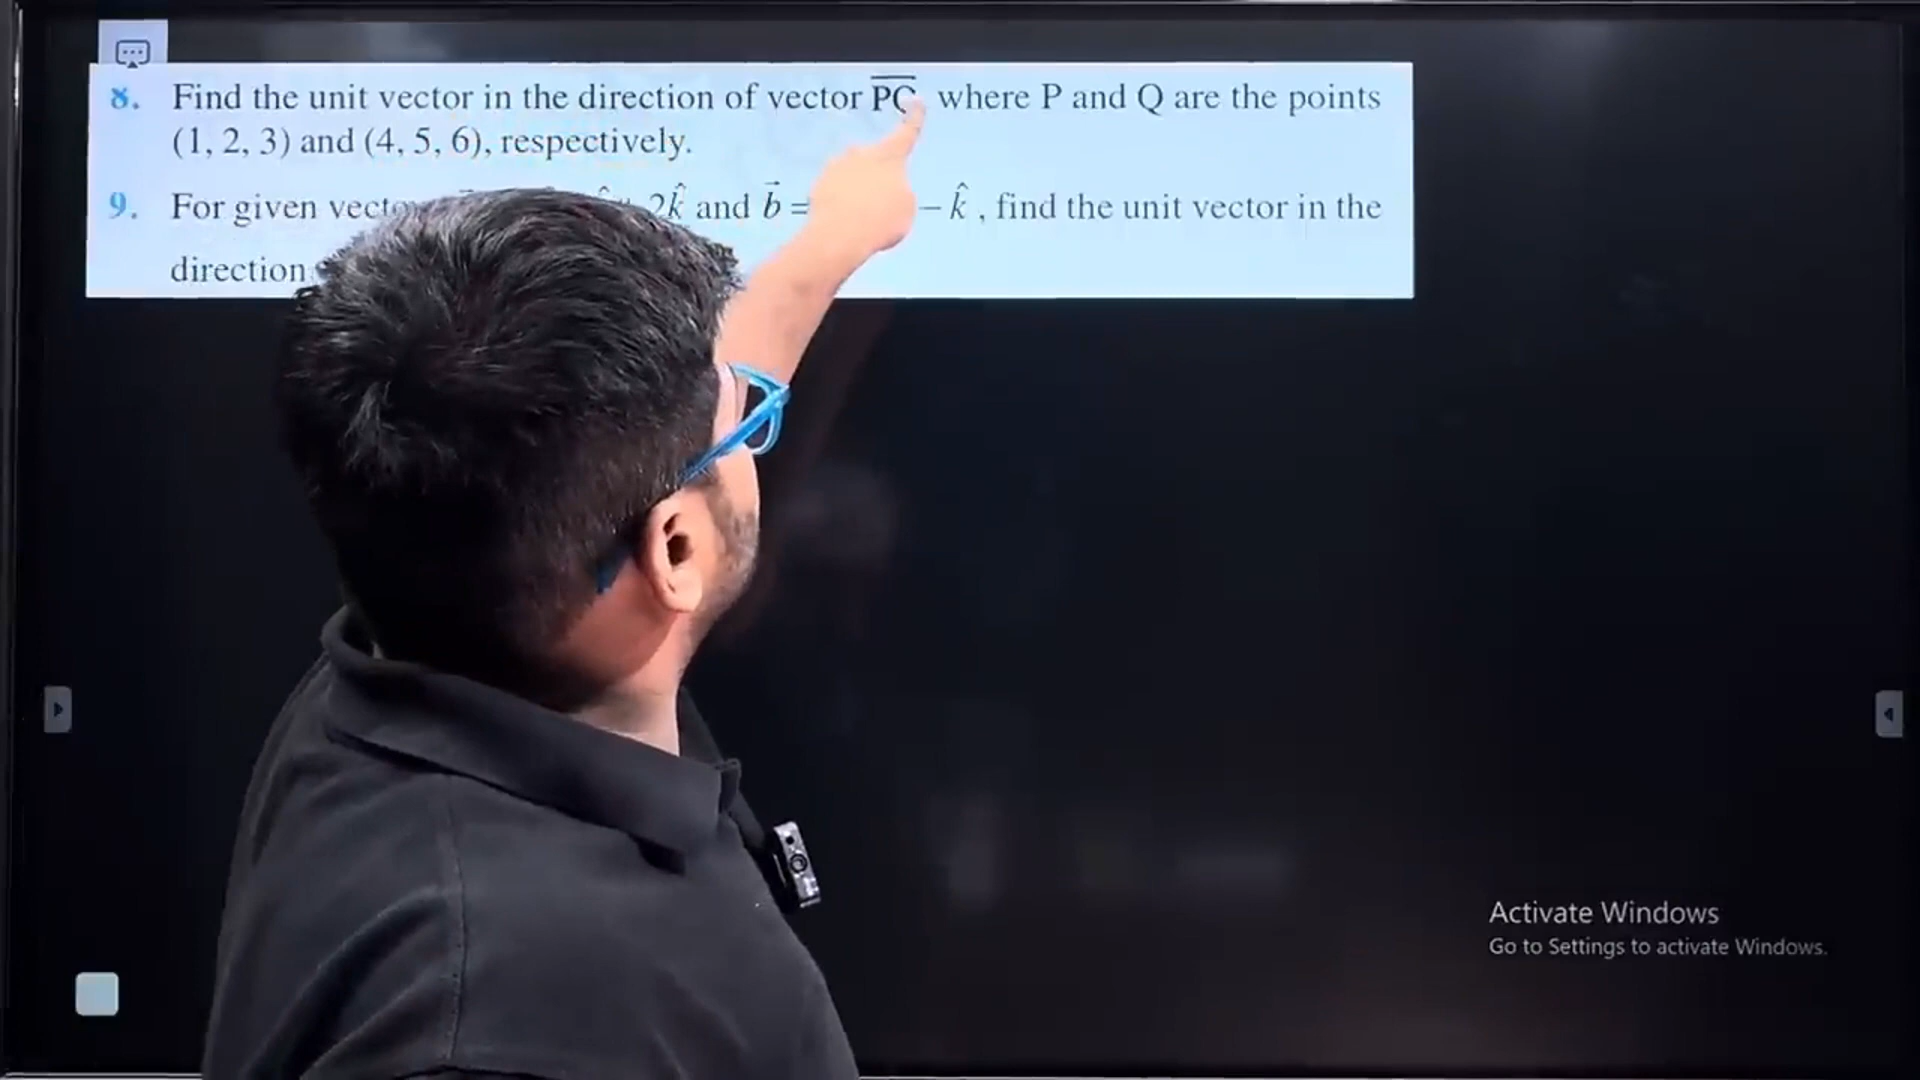 8. Find the unit vector in the direction of vector PQ, where P and Q are the points
(1, 2, 3) and (4, 5, 6), respectively.
9. For given 2k̂ and b⃗ = – k̂ , find the unit vector in the
direction
Activate Windows
Go to Settings to activate Windows.